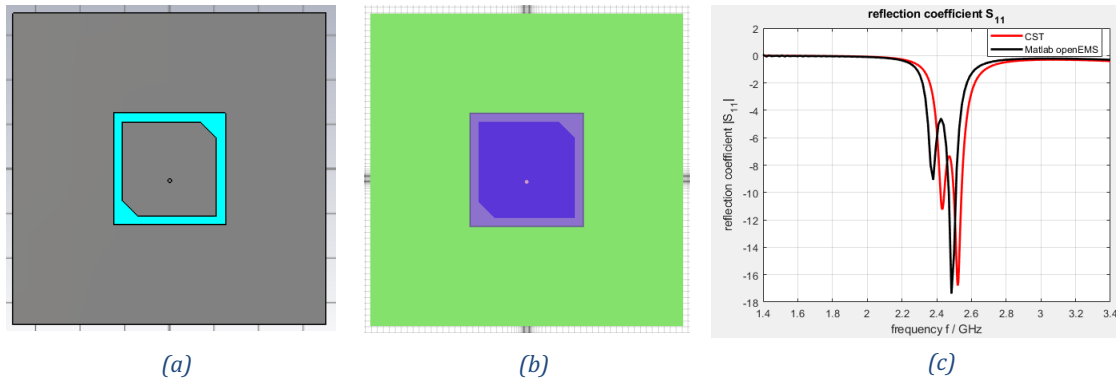 reflection coefficient S11
CST
Matlab openEMS
reflection coefficient |S11|
2
0
-2
-4
-6
-8
-10
-12
-14
-16
-18
1.4 1.6 1.8 2 2.2 2.4 2.6 2.8 3 3.2 3.4
frequency f / GHz
(a) (b) (c)